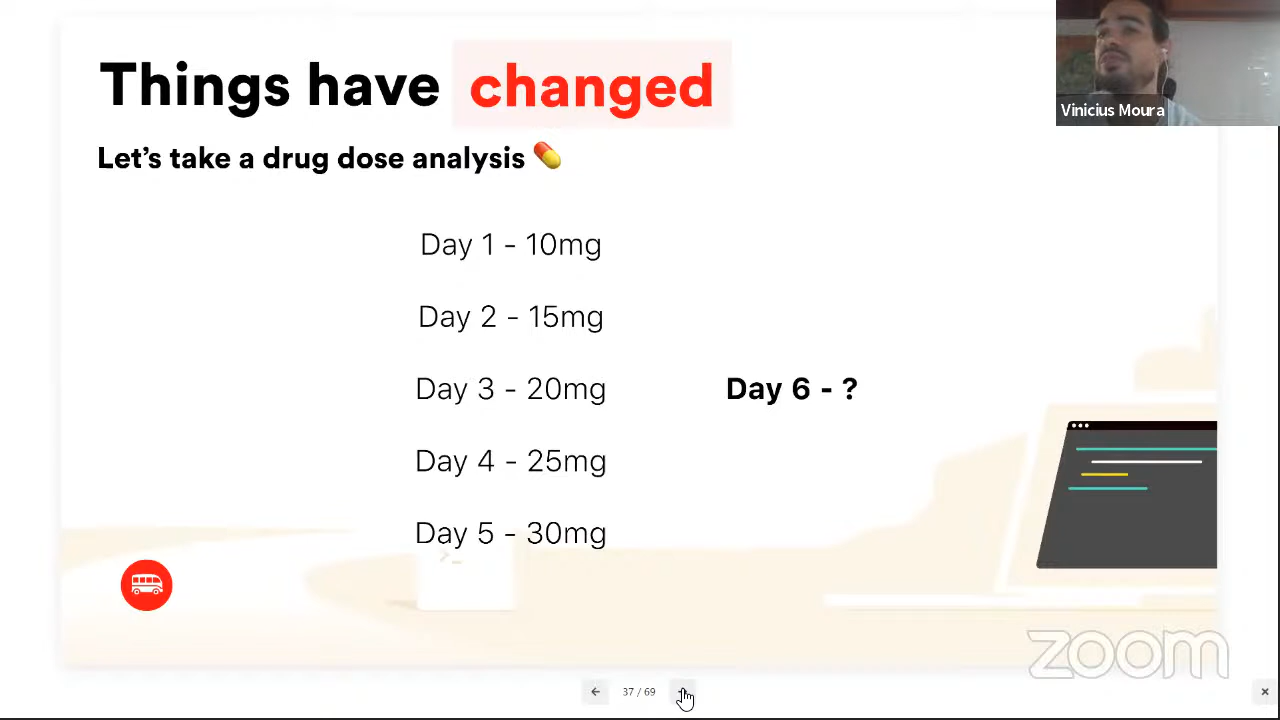 Things have changed
Vinicius Moura
Let's take a drug dose analysis
Day 1 - 10mg
Day 2 - 15mg
Day 3 - 20mg
Day 6 - ?
Day 4 - 25mg
Day 5 - 30mg
>_
zoom
37 / 69